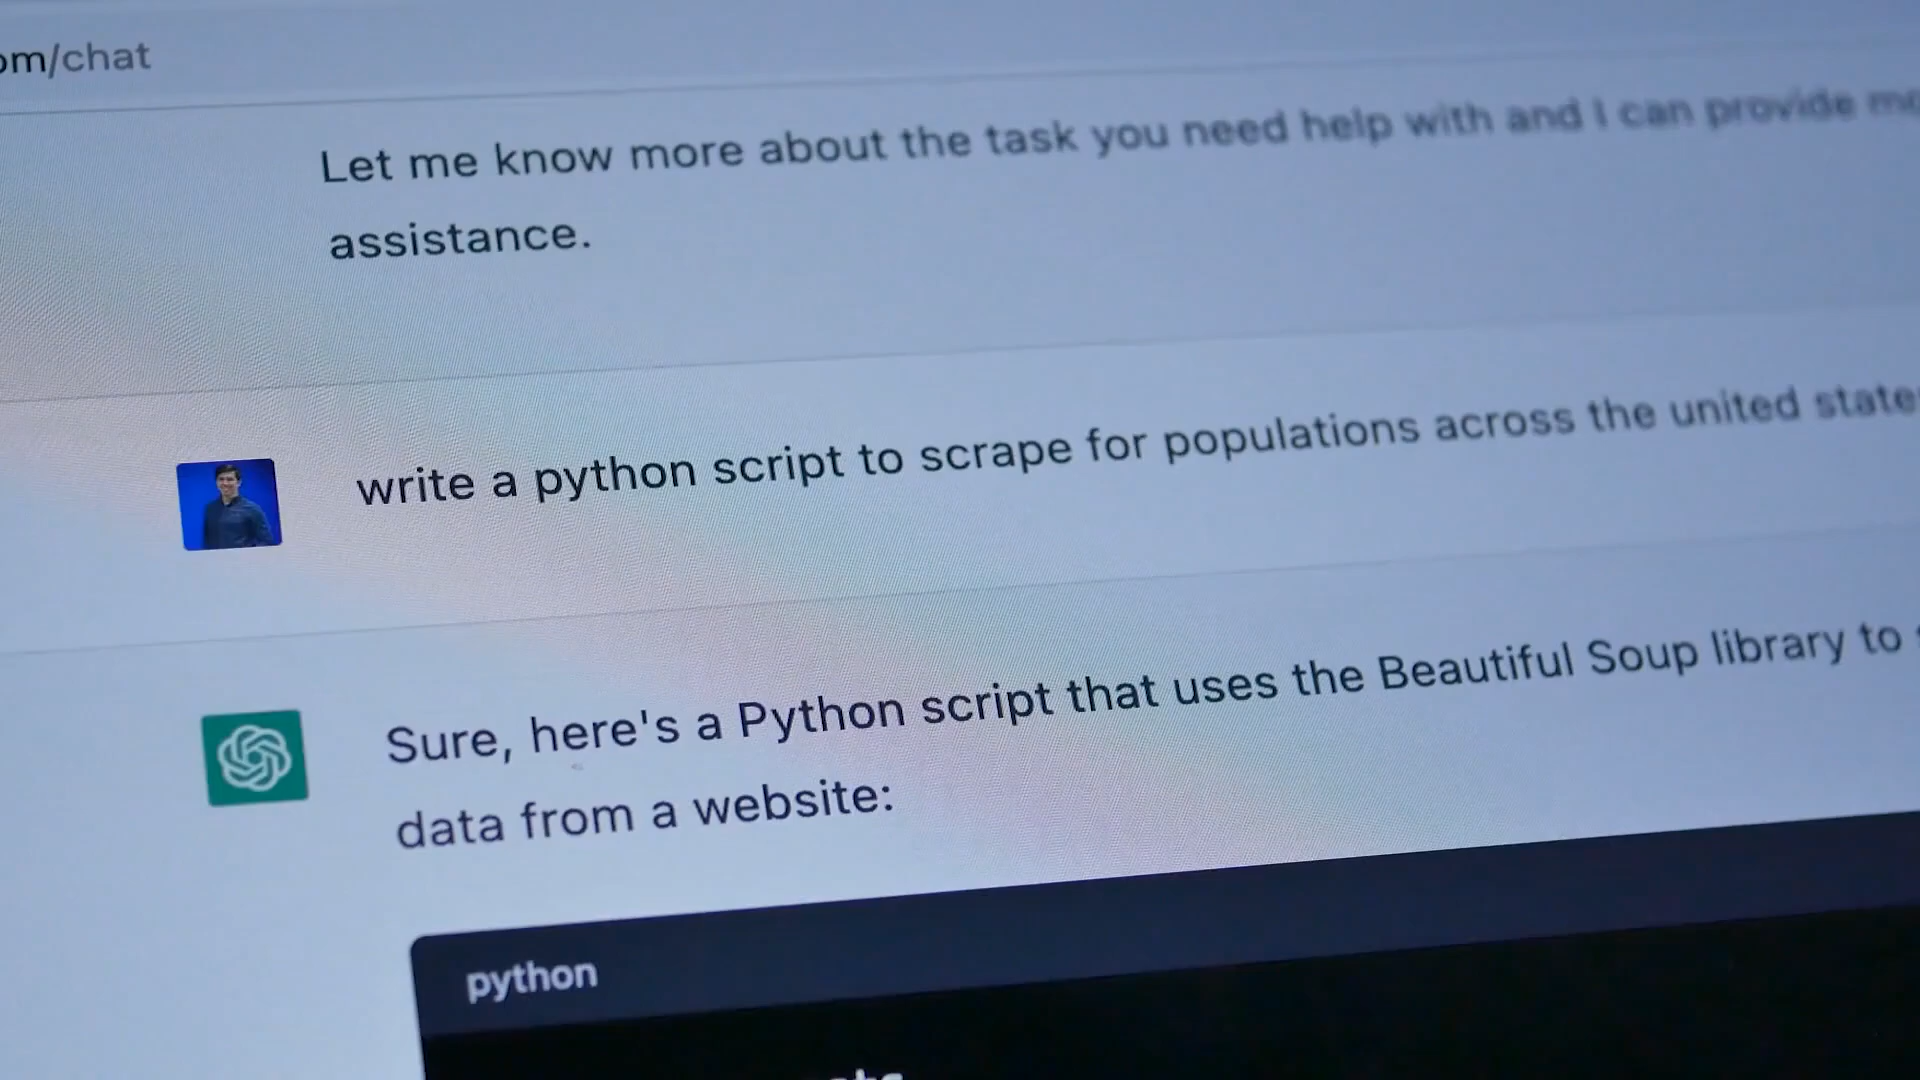 om/chat
Let me know more about the task you need help with and I can provide
assistance.
write a python script to scrape for populations across the united
Sure, here's a Python script that uses the Beautiful Soup library to
data from a website:
python